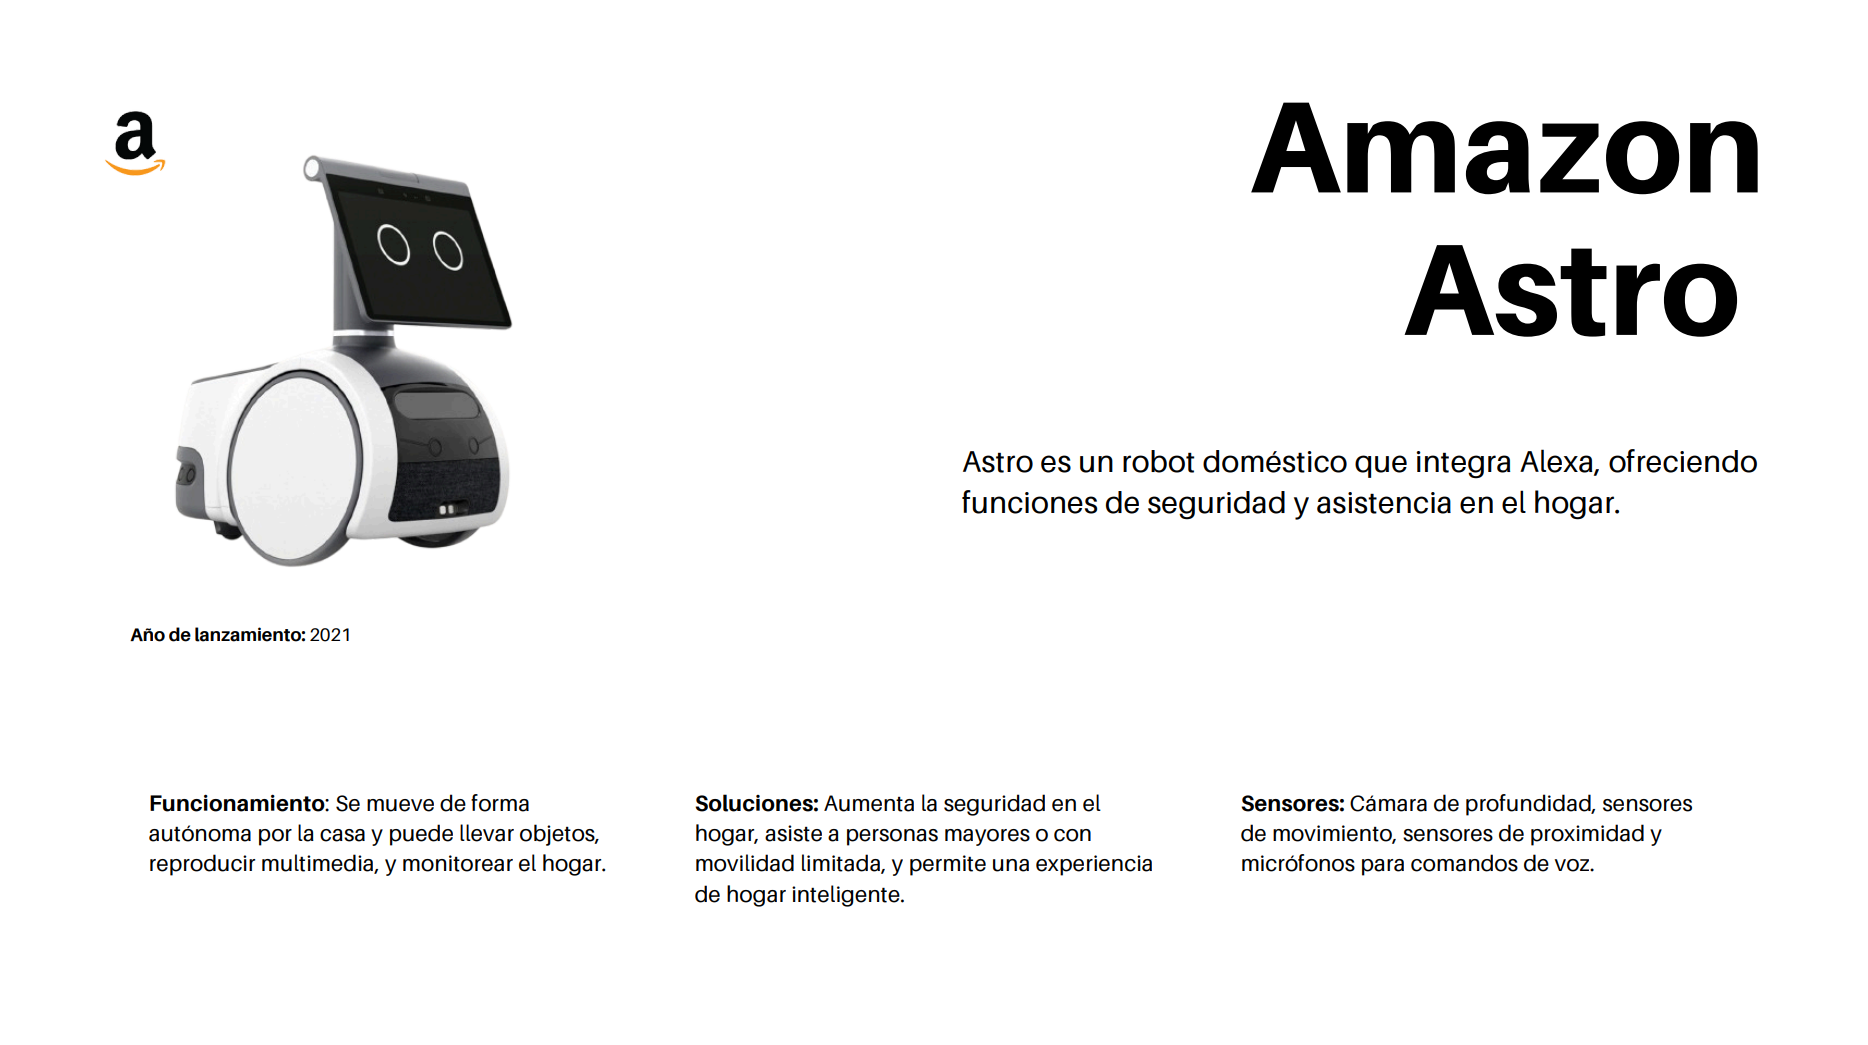 a
Amazon
Astro
Astro es un robot doméstico que integra Alexa, ofreciendo
funciones de seguridad y asistencia en el hogar.
Año de lanzamiento: 2021
Funcionamiento: Se mueve de forma
autónoma por la casa y puede llevar objetos,
reproducir multimedia, y monitorear el hogar.
Soluciones: Aumenta la seguridad en el
hogar, asiste a personas mayores o con
movilidad limitada, y permite una experiencia
de hogar inteligente.
Sensores: Cámara de profundidad, sensores
de movimiento, sensores de proximidad y
micrófonos para comandos de voz.